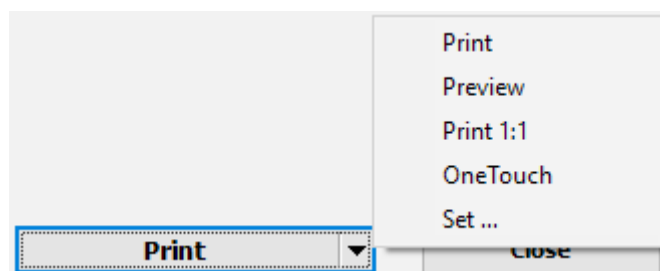 Print
Preview
Print 1:1
OneTouch
Set ...
Print
Close